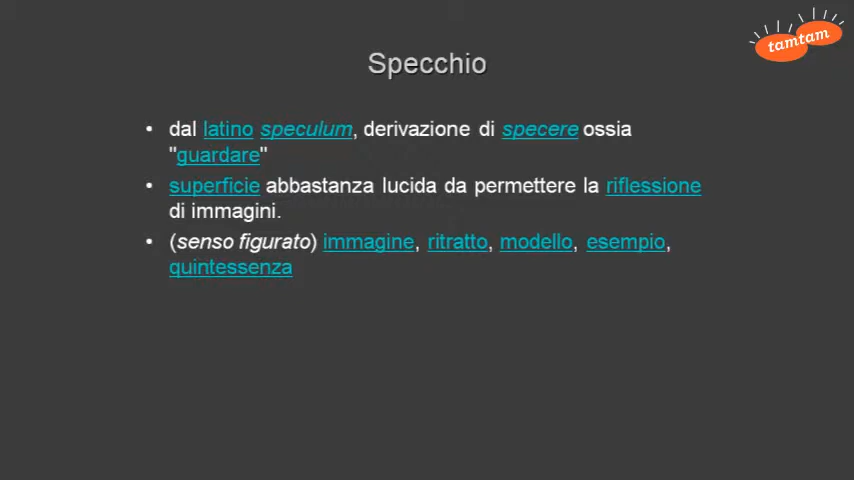 tamtam
Specchio
• dal latino speculum, derivazione di specere ossia
"guardare"
• superficie abbastanza lucida da permettere la riflessione
di immagini.
• (senso figurato) immagine, ritratto, modello, esempio,
quintessenza